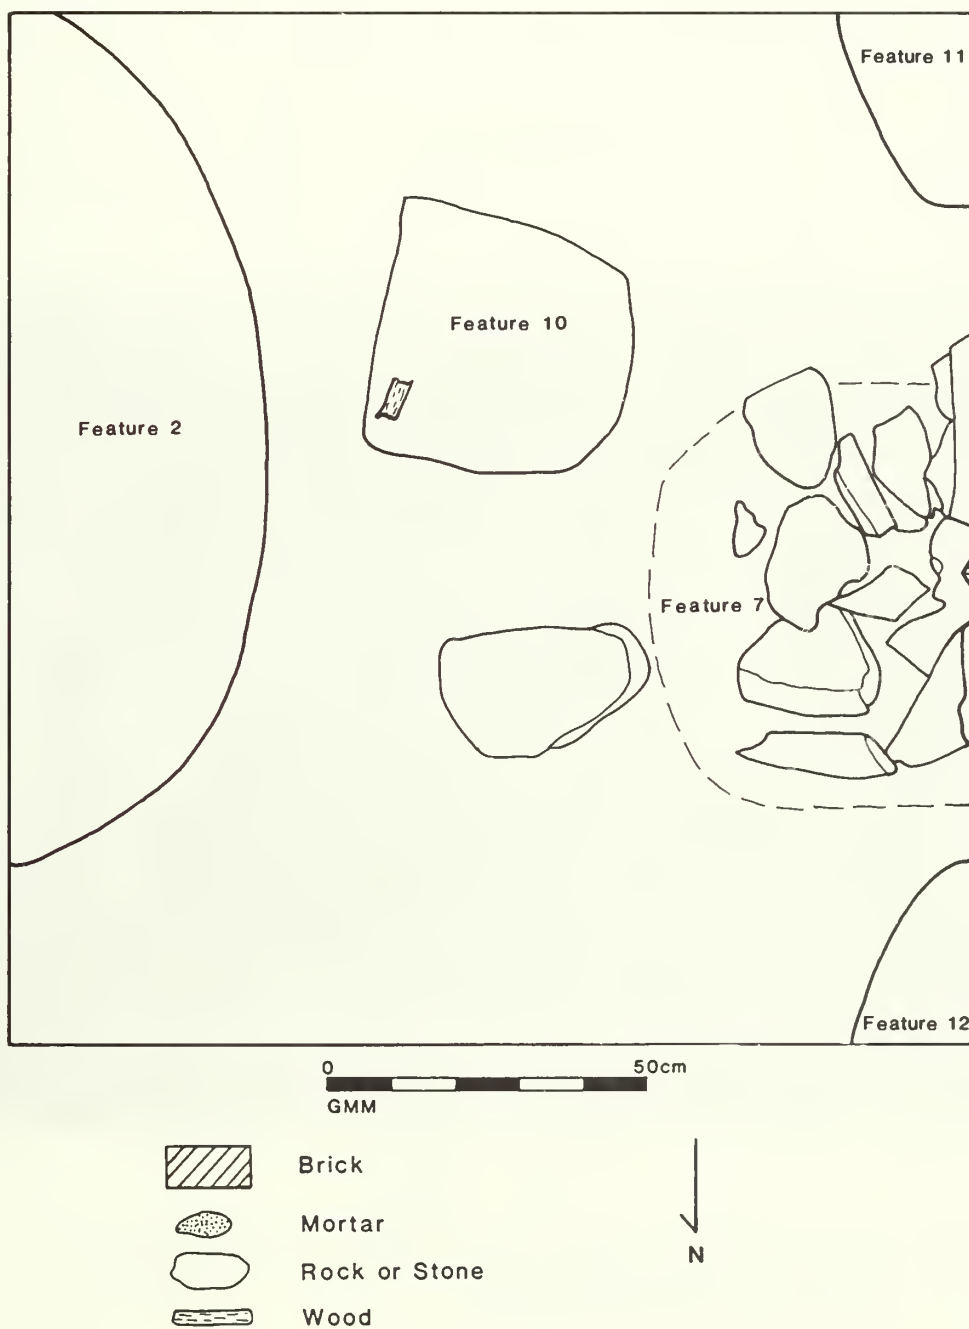 Feature 11
Feature 10
Feature 2
Feature 7
Feature 12
0 50cm
GMM
Brick
Mortar
N
Rock or Stone
Wood